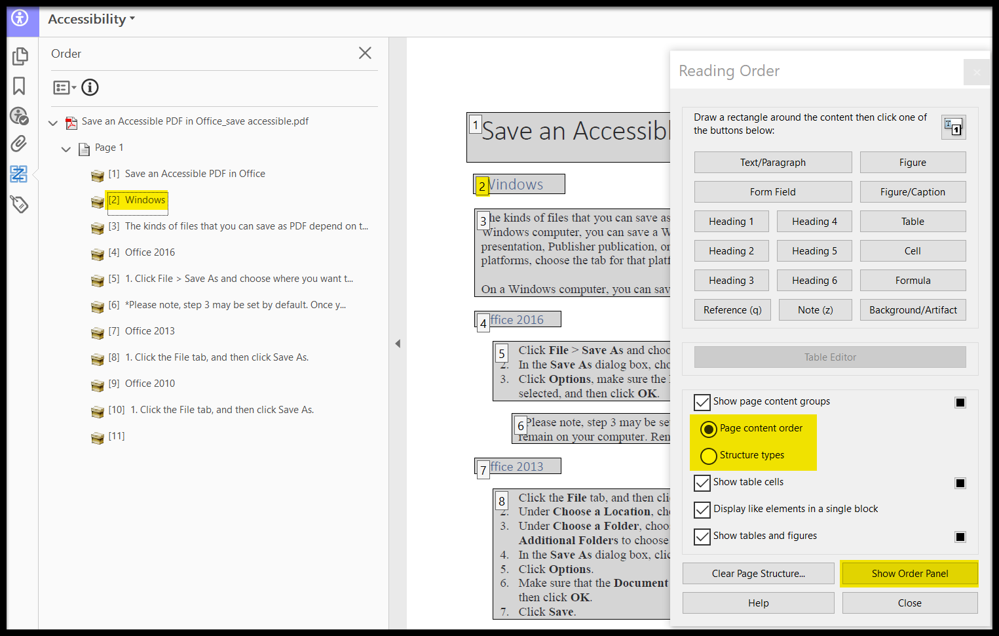 Accessibility
Order
Save an Accessible PDF in Office_save accessible.pdf
Page 1
[1] Save an Accessible PDF in Office
[2] Windows
[3] The kinds of files that you can save as PDF depend on t...
[4] Office 2016
[5] 1. Click File > Save As and choose where you want t...
[6] *Please note, step 3 may be set by default. Once y...
[7] Office 2013
[8] 1. Click the File tab, and then click Save As.
[9] Office 2010
[10] 1. Click the File tab, and then click Save As.
[11]
1 Save an Accessibl
2 Windows
3 he kinds of files that you can save as
Windows computer, you can save a W
presentation, Publisher publication, or
platforms, choose the tab for that platf
On a Windows computer, you can sav
4 ffice 2016
5 Click File > Save As and choo
2. In the Save As dialog box, cho
3. Click Options, make sure the
selected, and then click OK.
6 Please note, step 3 may be se
remain on your computer. Ren
7 ffice 2013
8 Click the File tab, and then cli
2. Under Choose a Location, ch
3. Under Choose a Folder, choo
Additional Folders to choose
4. In the Save As dialog box, clic
5. Click Options.
6. Make sure that the Document
then click OK.
7. Click Save.
Reading Order
Draw a rectangle around the content then click one of
the buttons below:
Text/Paragraph
Figure
Form Field
Figure/Caption
Heading 1
Heading 4
Table
Heading 2
Heading 5
Cell
Heading 3
Heading 6
Formula
Reference (q)
Note (z)
Background/Artifact
Table Editor
Show page content groups
Page content order
Structure types
Show table cells
Display like elements in a single block
Show tables and figures
Clear Page Structure...
Show Order Panel
Help
Close